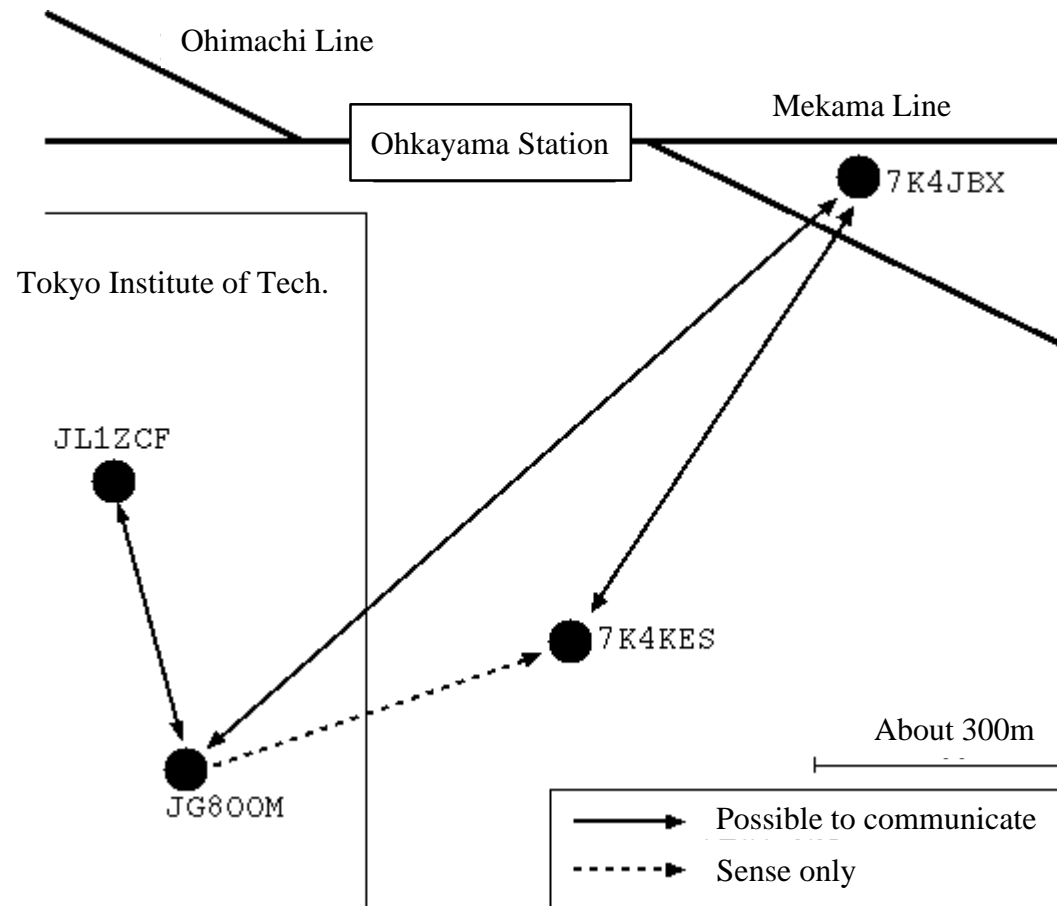 Ohimachi Line
Mekama Line
Ohkayama Station
7K4JBX
Tokyo Institute of Tech.
JL1ZCF
7K4KES
About 300m
JG8OOM
Possible to communicate
Sense only